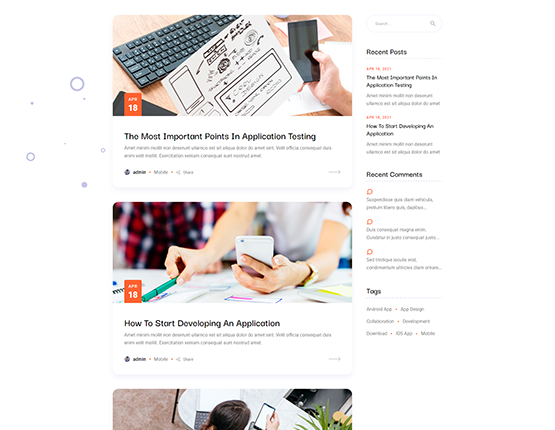 APR
18
The Most Important Points In Application Testing
Amet minim mollit non deserunt ullamco est sit aliqua dolor do amet sint. Velit officia consequat duis
enim velit mollit. Exercitation veniam consequat sunt nostrud amet.
admin • Mobile • Share
APR
18
How To Start Developing An Application
Amet minim mollit non deserunt ullamco est sit aliqua dolor do amet sint. Velit officia consequat duis
enim velit mollit. Exercitation veniam consequat sunt nostrud amet.
admin • Mobile • Share
Search...
Recent Posts
APR 18, 2021
The Most Important Points In
Application Testing
Amet minim mollit non deserunt
ullamco est sit aliqua dolor do amet
APR 18, 2021
How To Start Developing An
Application
Amet minim mollit non deserunt
ullamco est sit aliqua dolor do amet
Recent Comments
Suspendisse quis diam vehicula,
pretium libero quis, dapibus...
Duis consequat magna enim,
Curabitur in justo consequat justo...
Sed tristique iaculis erat,
condimentum ultricies diam ornare...
Tags
Android App • App Design
Collaboration • Development
Download • IOS App • Mobile